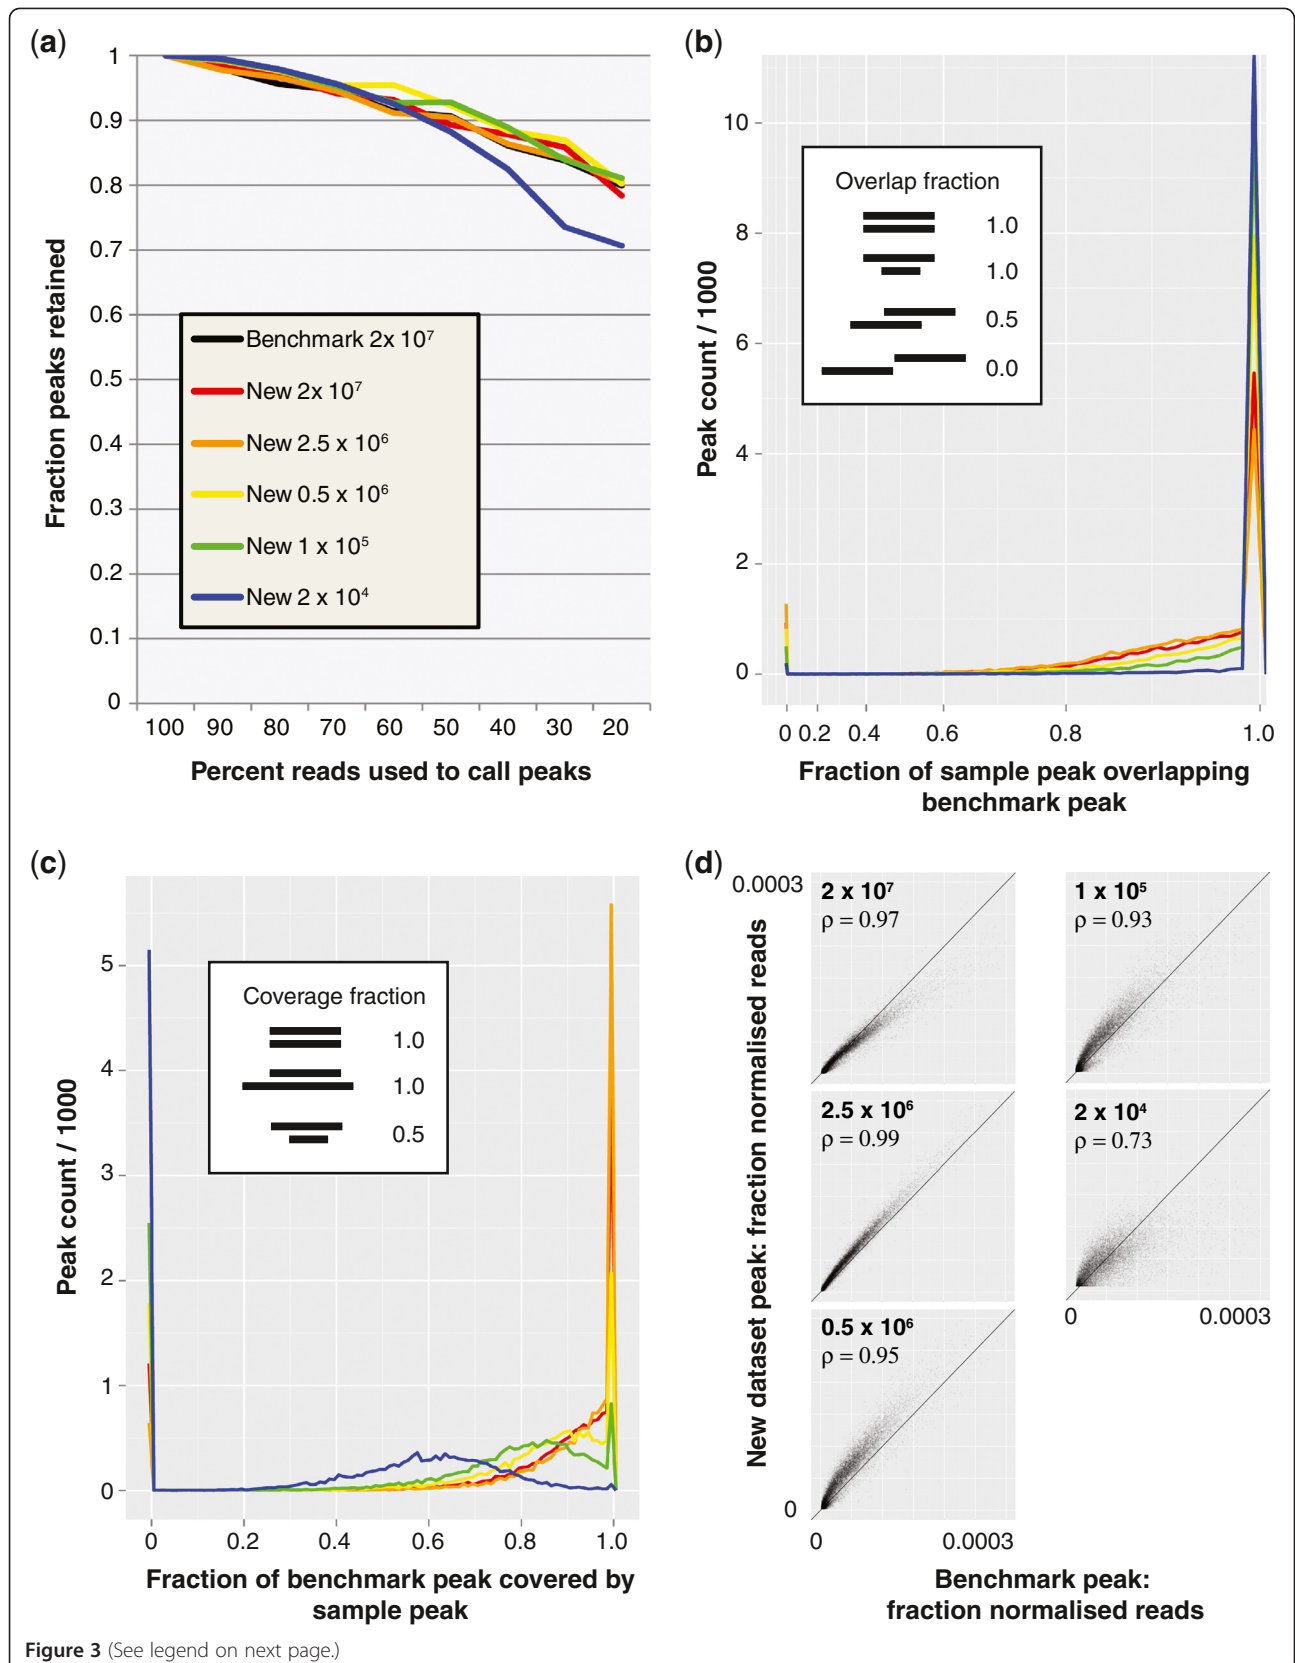 (a)
1
0.9
0.8
0.7
0.6
0.5
0.4
0.3
0.2
0.1
0
Fraction peaks retained
Benchmark 2x 10⁷
New 2x 10⁷
New 2.5 x 10⁶
New 0.5 x 10⁶
New 1 x 10⁵
New 2 x 10⁴
100 90 80 70 60 50 40 30 20
Percent reads used to call peaks
(b)
10
8
6
4
2
0
Peak count / 1000
Overlap fraction
1.0
1.0
0.5
0.0
0 0.2 0.4 0.6 0.8 1.0
Fraction of sample peak overlapping
benchmark peak
(c)
5
4
3
2
1
0
Peak count / 1000
Coverage fraction
1.0
1.0
0.5
0 0.2 0.4 0.6 0.8 1.0
Fraction of benchmark peak covered by
sample peak
(d)
0.0003
New dataset peak: fraction normalised reads
2 x 10⁷
ρ = 0.97
1 x 10⁵
ρ = 0.93
2.5 x 10⁶
ρ = 0.99
2 x 10⁴
ρ = 0.73
0 0.0003
0.5 x 10⁶
ρ = 0.95
0
0 0.0003
Benchmark peak:
fraction normalised reads
Figure 3 (See legend on next page.)